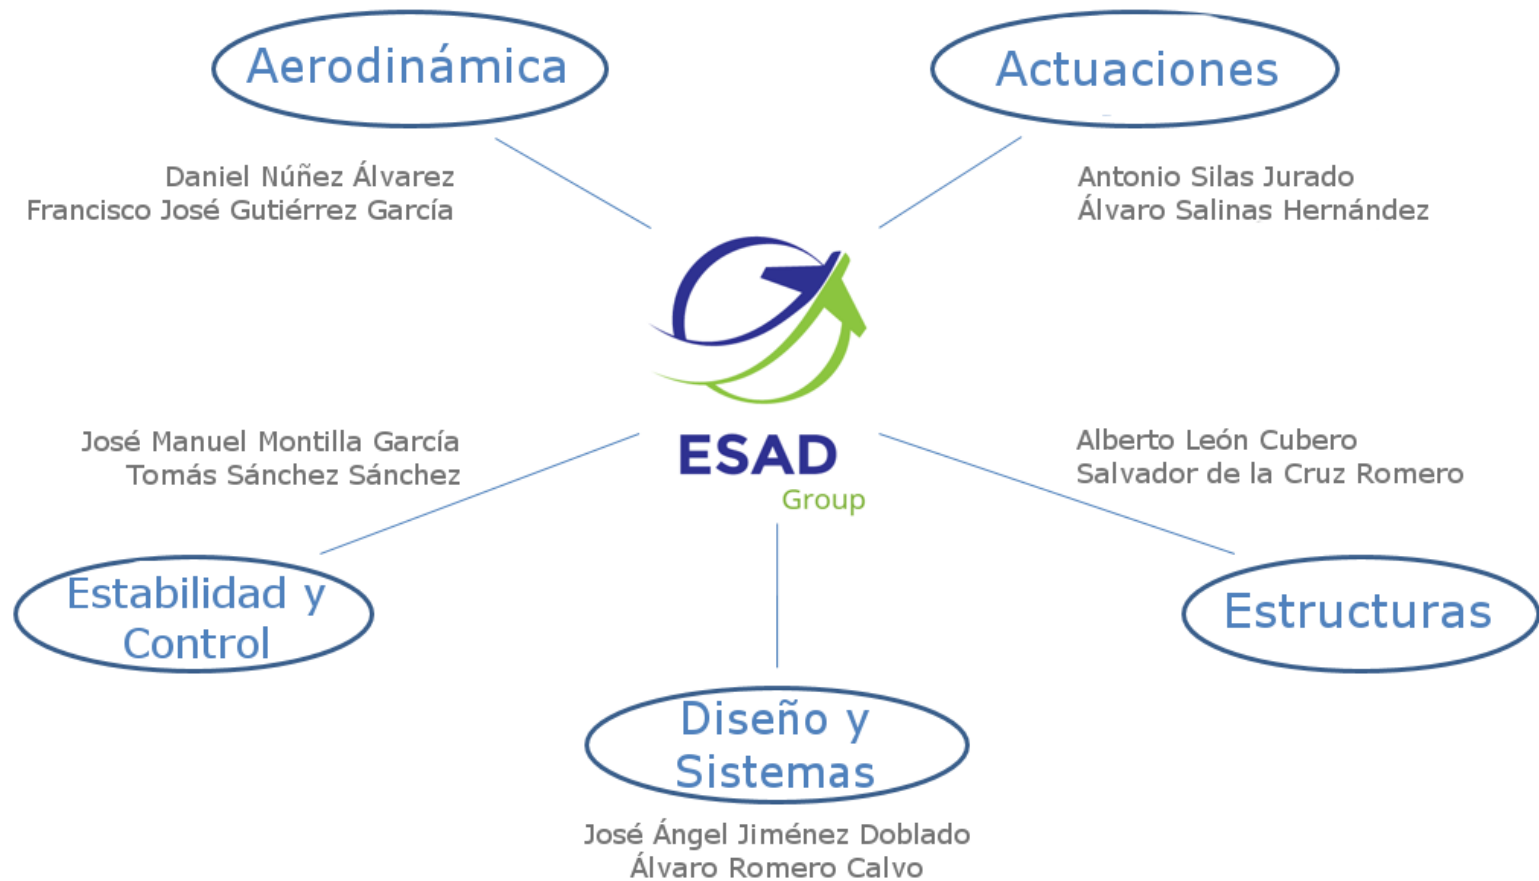 Aerodinámica
Actuaciones
Daniel Núñez Álvarez
Francisco José Gutiérrez García
Antonio Silas Jurado
Álvaro Salinas Hernández
ESAD
Group
José Manuel Montilla García
Tomás Sánchez Sánchez
Alberto León Cubero
Salvador de la Cruz Romero
Estabilidad y
Control
Estructuras
Diseño y
Sistemas
José Ángel Jiménez Doblado
Álvaro Romero Calvo